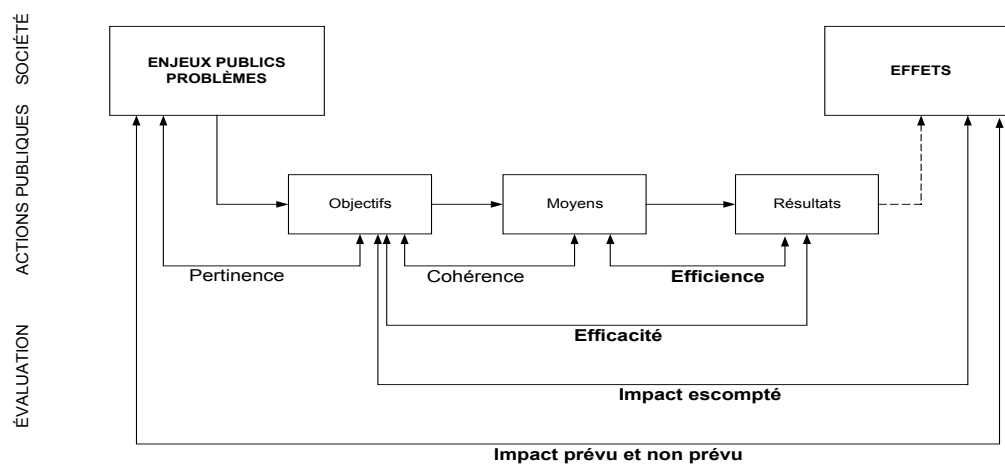 SOCIÉTÉ
ENJEUX PUBLICS
PROBLÈMES
EFFETS
ACTIONS PUBLIQUES
Objectifs
Moyens
Résultats
Pertinence
Cohérence
Efficience
ÉVALUATION
Efficacité
Impact escompté
Impact prévu et non prévu